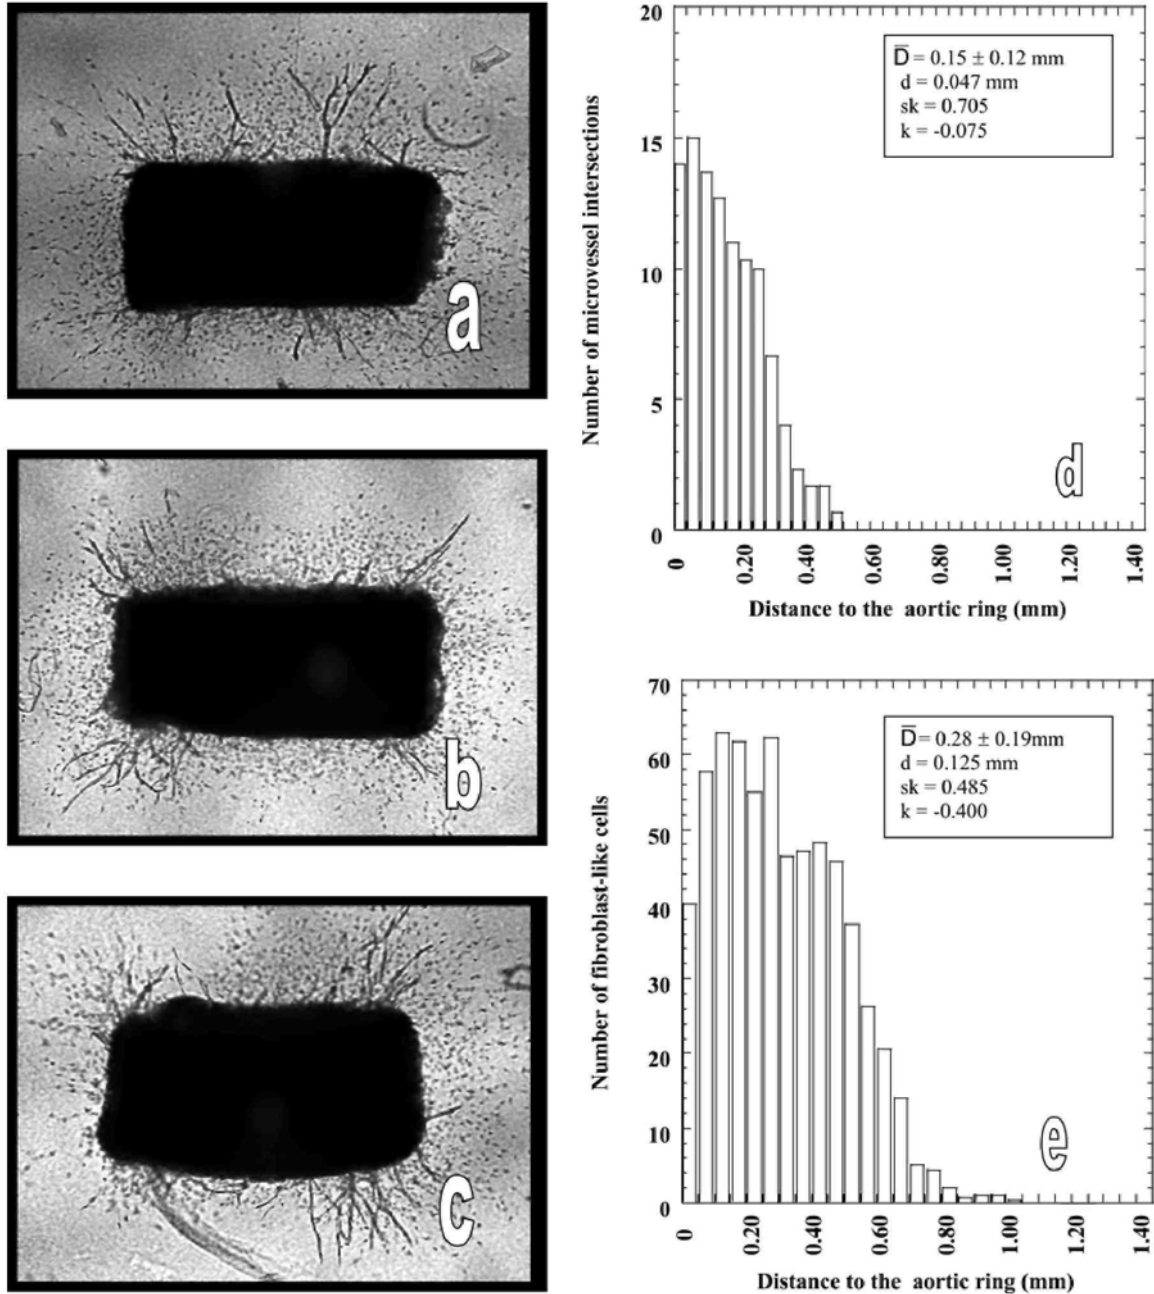 a
b
c
20
15
10
5
0
Number of microvessel intersections
D̅ = 0.15 ± 0.12 mm
d = 0.047 mm
sk = 0.705
k = -0.075
d
0 0.20 0.40 0.60 0.80 1.00 1.20 1.40
Distance to the aortic ring (mm)
70
60
50
40
30
20
10
0
Number of fibroblast-like cells
D̅ = 0.28 ± 0.19mm
d = 0.125 mm
sk = 0.485
k = -0.400
e
0 0.20 0.40 0.60 0.80 1.00 1.20 1.40
Distance to the aortic ring (mm)